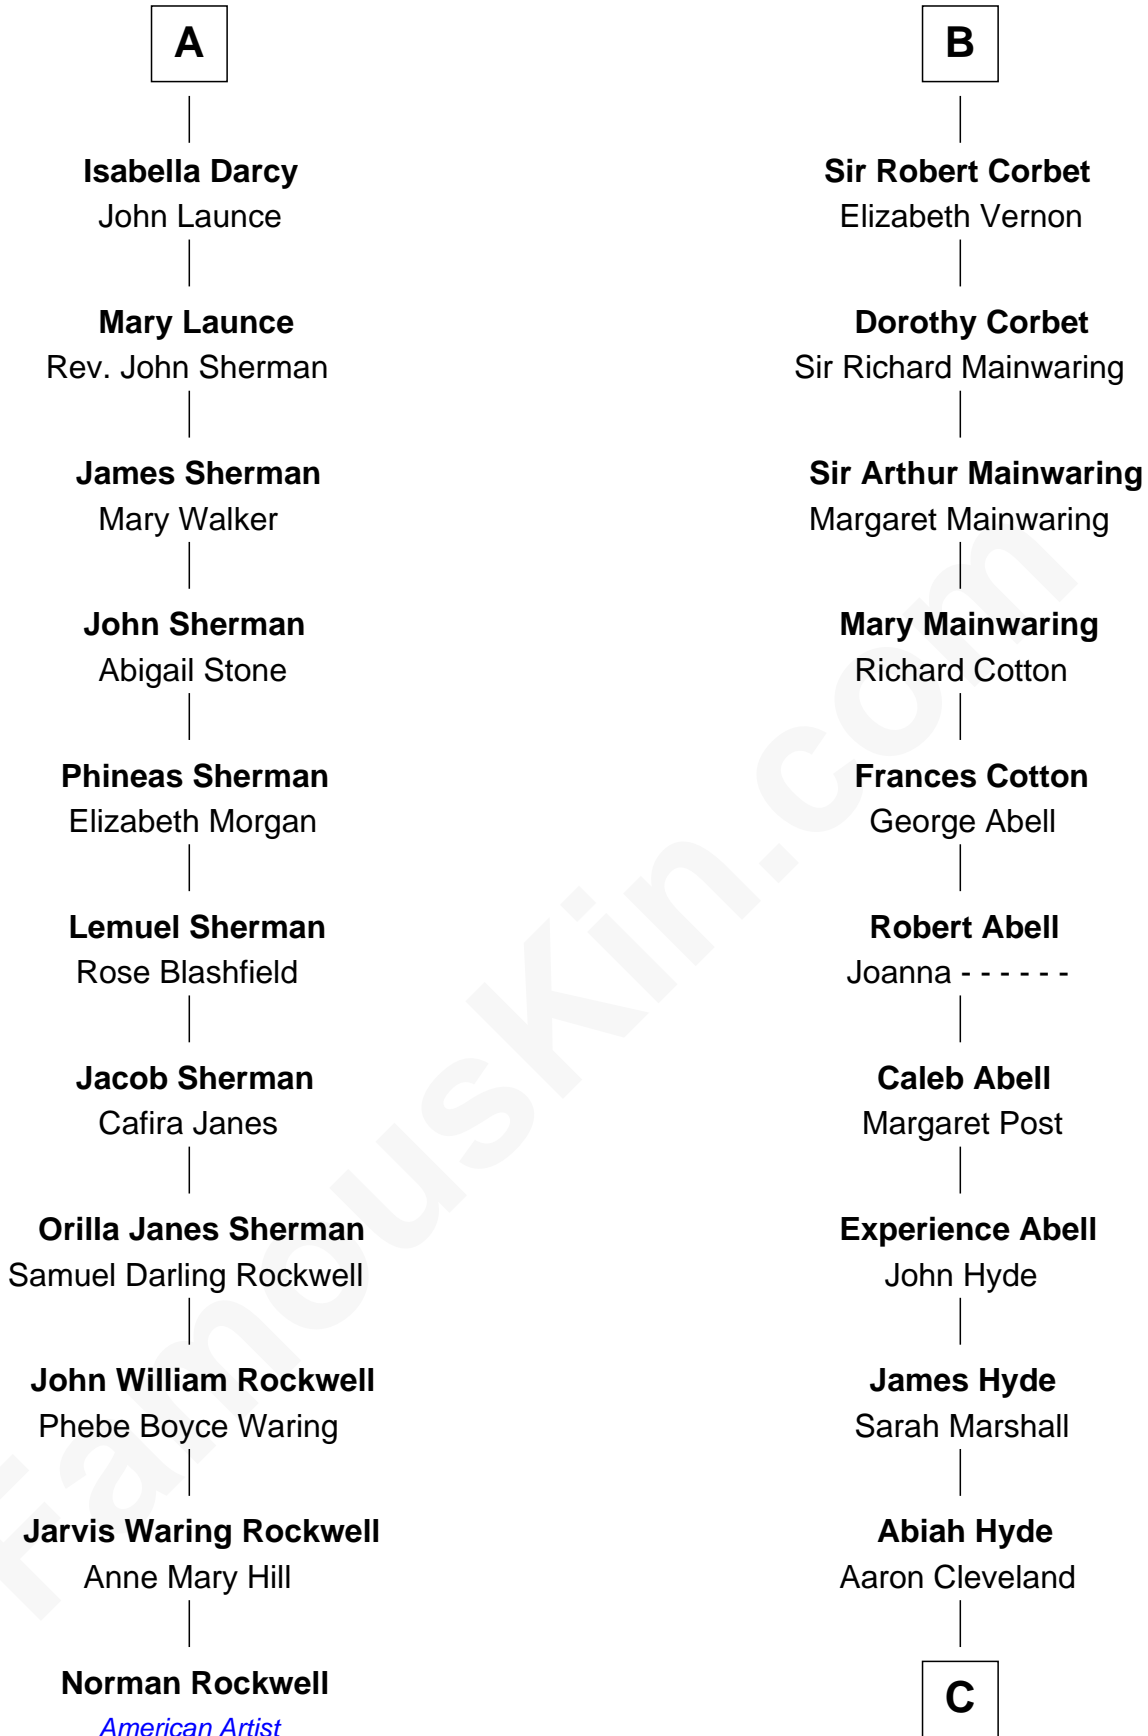 A
Isabella Darcy
John Launce
Mary Launce
Rev. John Sherman
James Sherman
Mary Walker
John Sherman
Abigail Stone
Phineas Sherman
Elizabeth Morgan
Lemuel Sherman
Rose Blashfield
Jacob Sherman
Cafira Janes
Orilla Janes Sherman
Samuel Darling Rockwell
John William Rockwell
Phebe Boyce Waring
Jarvis Waring Rockwell
Anne Mary Hill
Norman Rockwell
American Artist
B
Sir Robert Corbet
Elizabeth Vernon
Dorothy Corbet
Sir Richard Mainwaring
Sir Arthur Mainwaring
Margaret Mainwaring
Mary Mainwaring
Richard Cotton
Frances Cotton
George Abell
Robert Abell
Joanna - - - - - -
Caleb Abell
Margaret Post
Experience Abell
John Hyde
James Hyde
Sarah Marshall
Abiah Hyde
Aaron Cleveland
C
FamousKin.com